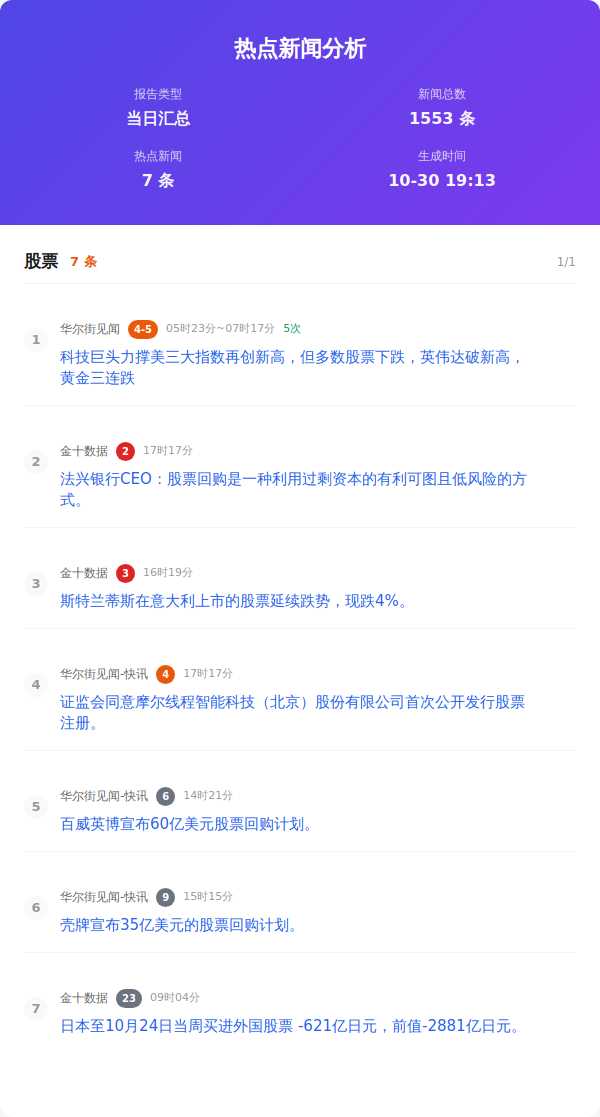 热点新闻分析
报告类型
新闻总数
当日汇总
1553 条
热点新闻
生成时间
7 条
10-30 19:13
股票 7 条 1/1
1 华尔街见闻 4-5 05时23分~07时17分 5次
科技巨头力撑美三大指数再创新高，但多数股票下跌，英伟达破新高，
黄金三连跌
2 金十数据 2 17时17分
法兴银行CEO：股票回购是一种利用过剩资本的有利可图且低风险的方
式。
3 金十数据 3 16时19分
斯特兰蒂斯在意大利上市的股票延续跌势，现跌4%。
4 华尔街见闻-快讯 4 17时17分
证监会同意摩尔线程智能科技（北京）股份有限公司首次公开发行股票
注册。
5 华尔街见闻-快讯 6 14时21分
百威英博宣布60亿美元股票回购计划。
6 华尔街见闻-快讯 9 15时15分
壳牌宣布35亿美元的股票回购计划。
7 金十数据 23 09时04分
日本至10月24日当周买进外国股票 -621亿日元，前值-2881亿日元。